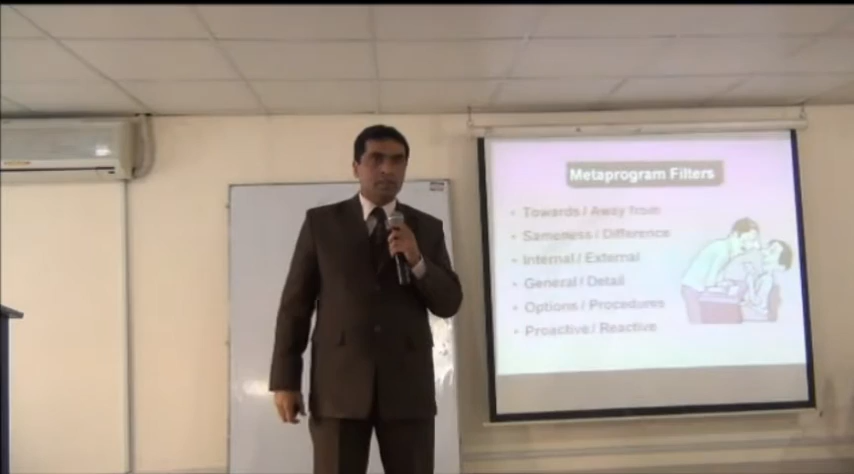 Metaprogram Filters
• Towards / Away from
• Sameness / Difference
• Internal / External
• General / Detail
• Options / Procedures
• Proactive / Reactive